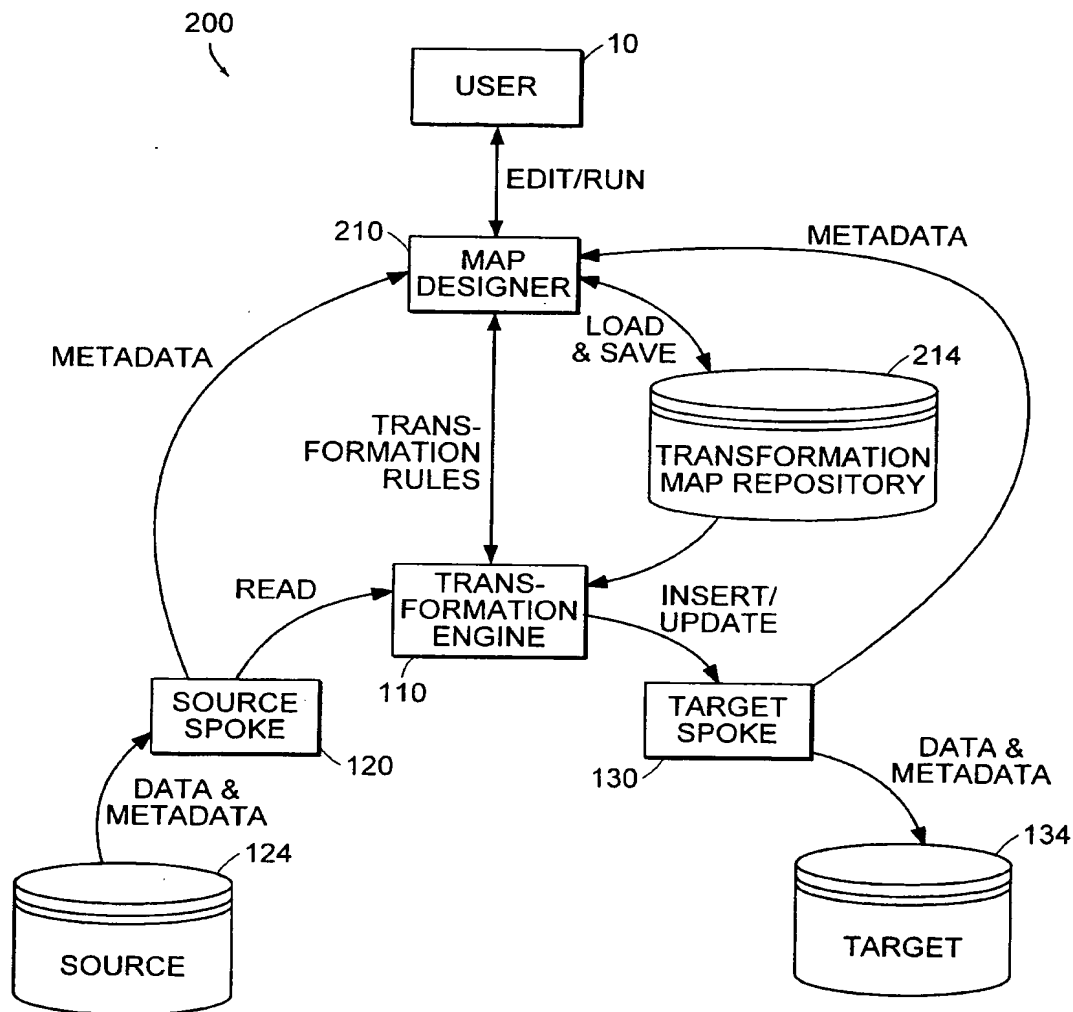 200
10
USER
EDIT/RUN
210
MAP
DESIGNER
METADATA
LOAD
& SAVE
METADATA
214
TRANS-
FORMATION
RULES
TRANSFORMATION
MAP REPOSITORY
READ
TRANS-
FORMATION
ENGINE
INSERT/
UPDATE
110
SOURCE
SPOKE
120
TARGET
SPOKE
130
DATA &
METADATA
DATA &
METADATA
124
134
SOURCE
TARGET